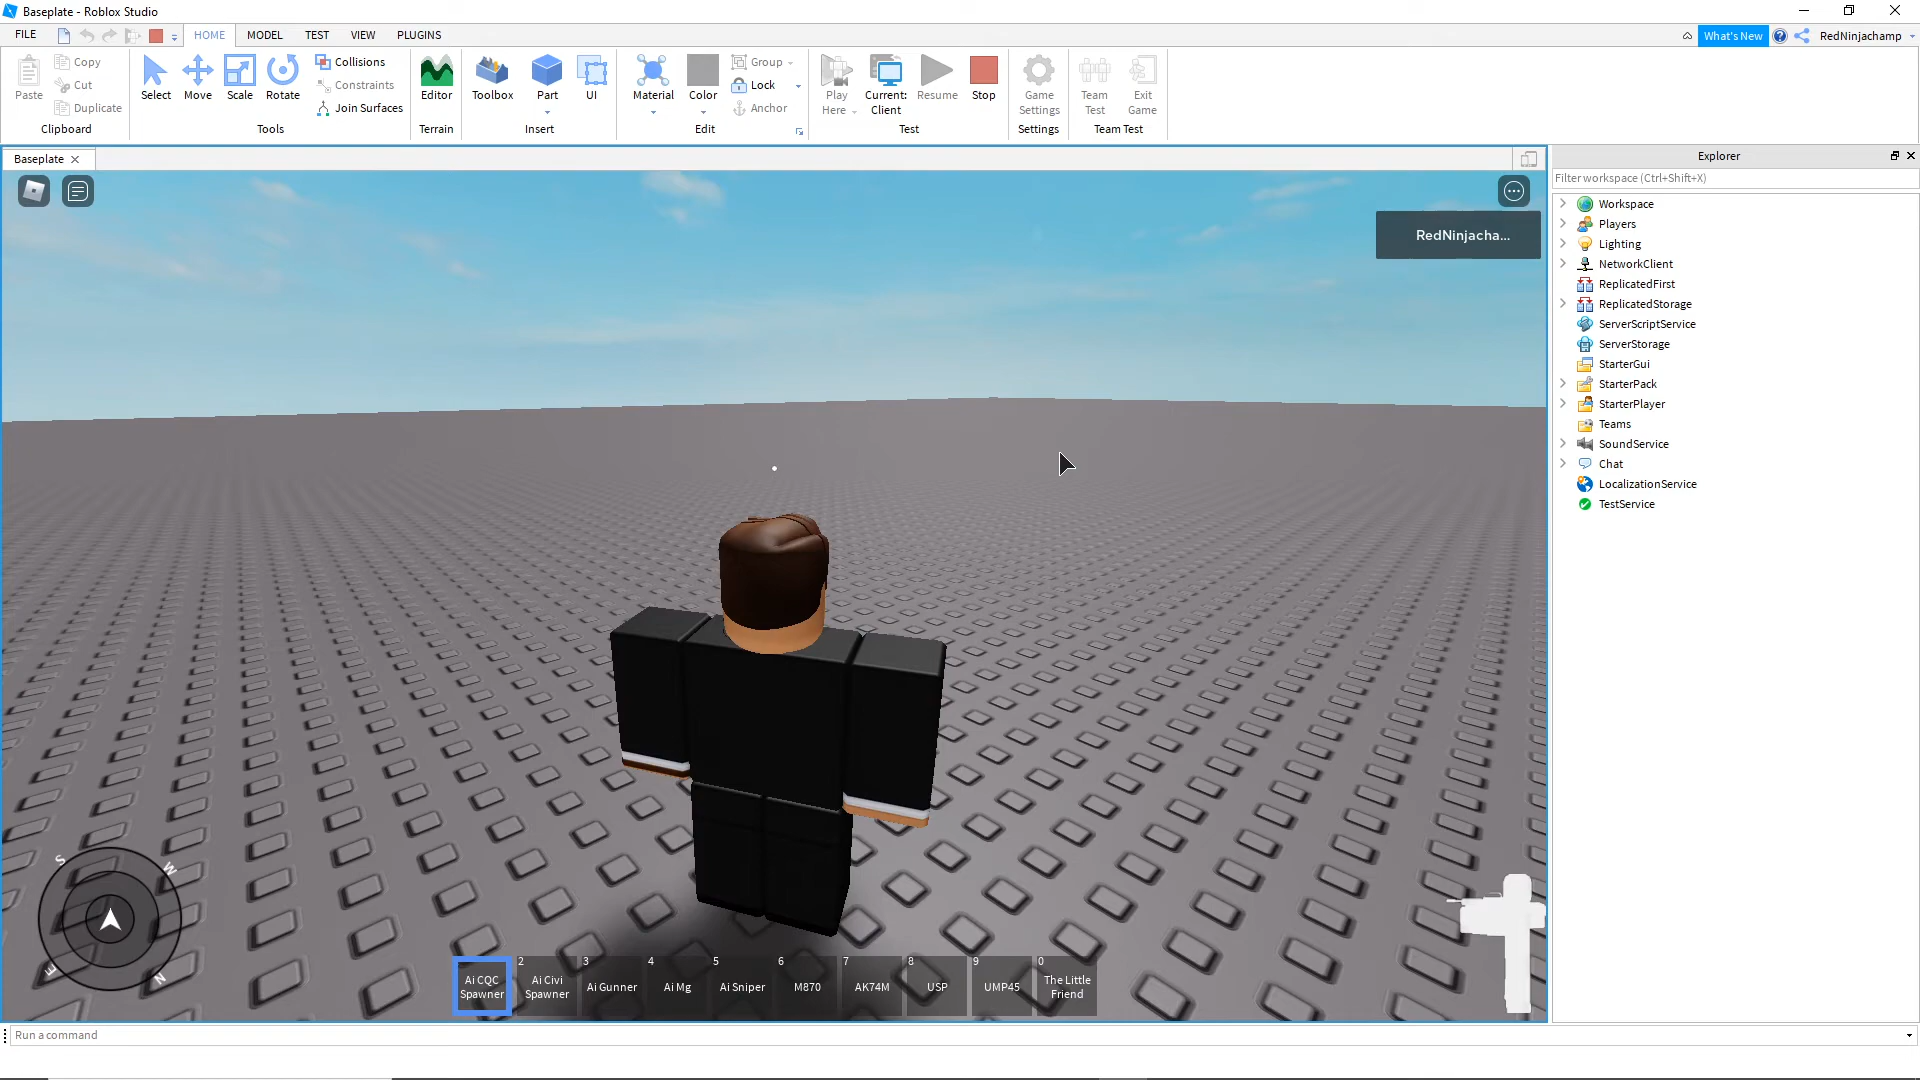 Baseplate - Roblox Studio
FILE HOME MODEL TEST VIEW PLUGINS What's New RedNinjachamp
Paste Copy Cut Duplicate
Clipboard
Select Move Scale Rotate Collisions Constraints Join Surfaces
Tools
Editor
Terrain
Toolbox Part UI
Insert
Material Color Group Lock Anchor
Edit
Play Here Current: Client Resume Stop
Test
Game Settings
Settings
Team Test Exit Game
Team Test
Baseplate
RedNinjacha...
Explorer
Filter workspace (Ctrl+Shift+X)
Workspace
Players
Lighting
NetworkClient
ReplicatedFirst
ReplicatedStorage
ServerScriptService
ServerStorage
StarterGui
StarterPack
StarterPlayer
Teams
SoundService
Chat
LocalizationService
TestService
S W
E N
Ai CQC Spawner
2 Ai Civi Spawner
3 Ai Gunner
4 Ai Mg
5 Ai Sniper
6 M870
7 AK74M
8 USP
9 UMP45
0 The Little Friend
Run a command